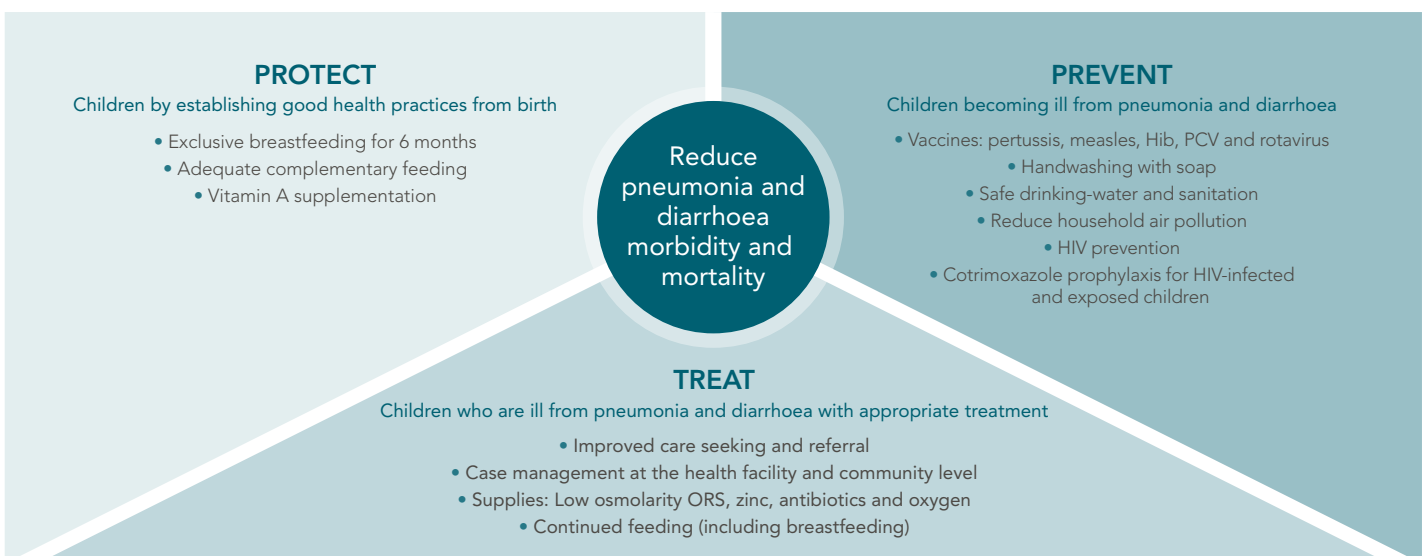 PROTECT
Children by establishing good health practices from birth
• Exclusive breastfeeding for 6 months
• Adequate complementary feeding
• Vitamin A supplementation
Reduce
pneumonia and
diarrhoea
morbidity and
mortality
PREVENT
Children becoming ill from pneumonia and diarrhoea
• Vaccines: pertussis, measles, Hib, PCV and rotavirus
• Handwashing with soap
• Safe drinking-water and sanitation
• Reduce household air pollution
• HIV prevention
• Cotrimoxazole prophylaxis for HIV-infected
and exposed children
TREAT
Children who are ill from pneumonia and diarrhoea with appropriate treatment
• Improved care seeking and referral
• Case management at the health facility and community level
• Supplies: Low osmolarity ORS, zinc, antibiotics and oxygen
• Continued feeding (including breastfeeding)